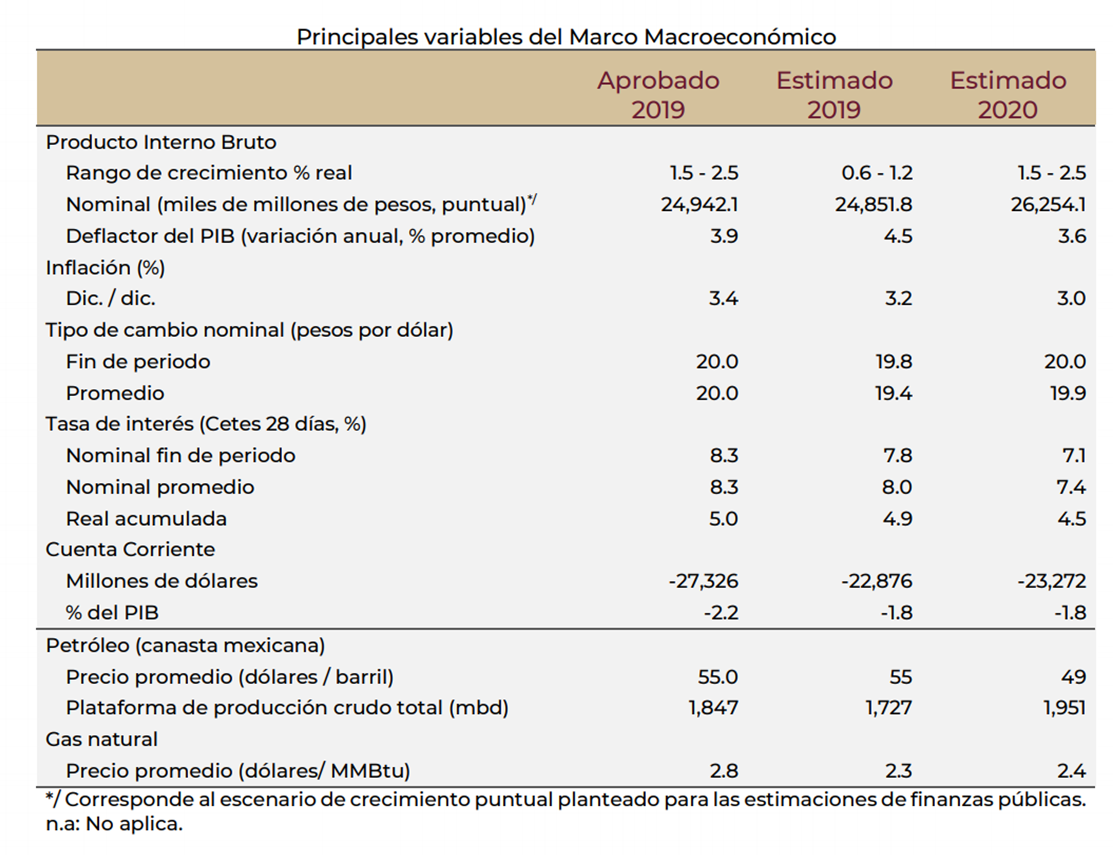 Principales variables del Marco Macroeconómico
Aprobado 2019 Estimado 2019 Estimado 2020
Producto Interno Bruto
Rango de crecimiento % real 1.5 - 2.5 0.6 - 1.2 1.5 - 2.5
Nominal (miles de millones de pesos, puntual)*/ 24,942.1 24,851.8 26,254.1
Deflactor del PIB (variación anual, % promedio) 3.9 4.5 3.6
Inflación (%)
Dic. / dic. 3.4 3.2 3.0
Tipo de cambio nominal (pesos por dólar)
Fin de periodo 20.0 19.8 20.0
Promedio 20.0 19.4 19.9
Tasa de interés (Cetes 28 días, %)
Nominal fin de periodo 8.3 7.8 7.1
Nominal promedio 8.3 8.0 7.4
Real acumulada 5.0 4.9 4.5
Cuenta Corriente
Millones de dólares -27,326 -22,876 -23,272
% del PIB -2.2 -1.8 -1.8
Petróleo (canasta mexicana)
Precio promedio (dólares / barril) 55.0 55 49
Plataforma de producción crudo total (mbd) 1,847 1,727 1,951
Gas natural
Precio promedio (dólares/ MMBtu) 2.8 2.3 2.4
*/ Corresponde al escenario de crecimiento puntual planteado para las estimaciones de finanzas públicas.
n.a: No aplica.